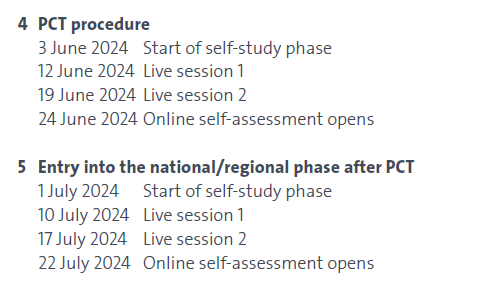 4 PCT procedure
3 June 2024 Start of self-study phase
12 June 2024 Live session 1
19 June 2024 Live session 2
24 June 2024 Online self-assessment opens
5 Entry into the national/regional phase after PCT
1 July 2024 Start of self-study phase
10 July 2024 Live session 1
17 July 2024 Live session 2
22 July 2024 Online self-assessment opens